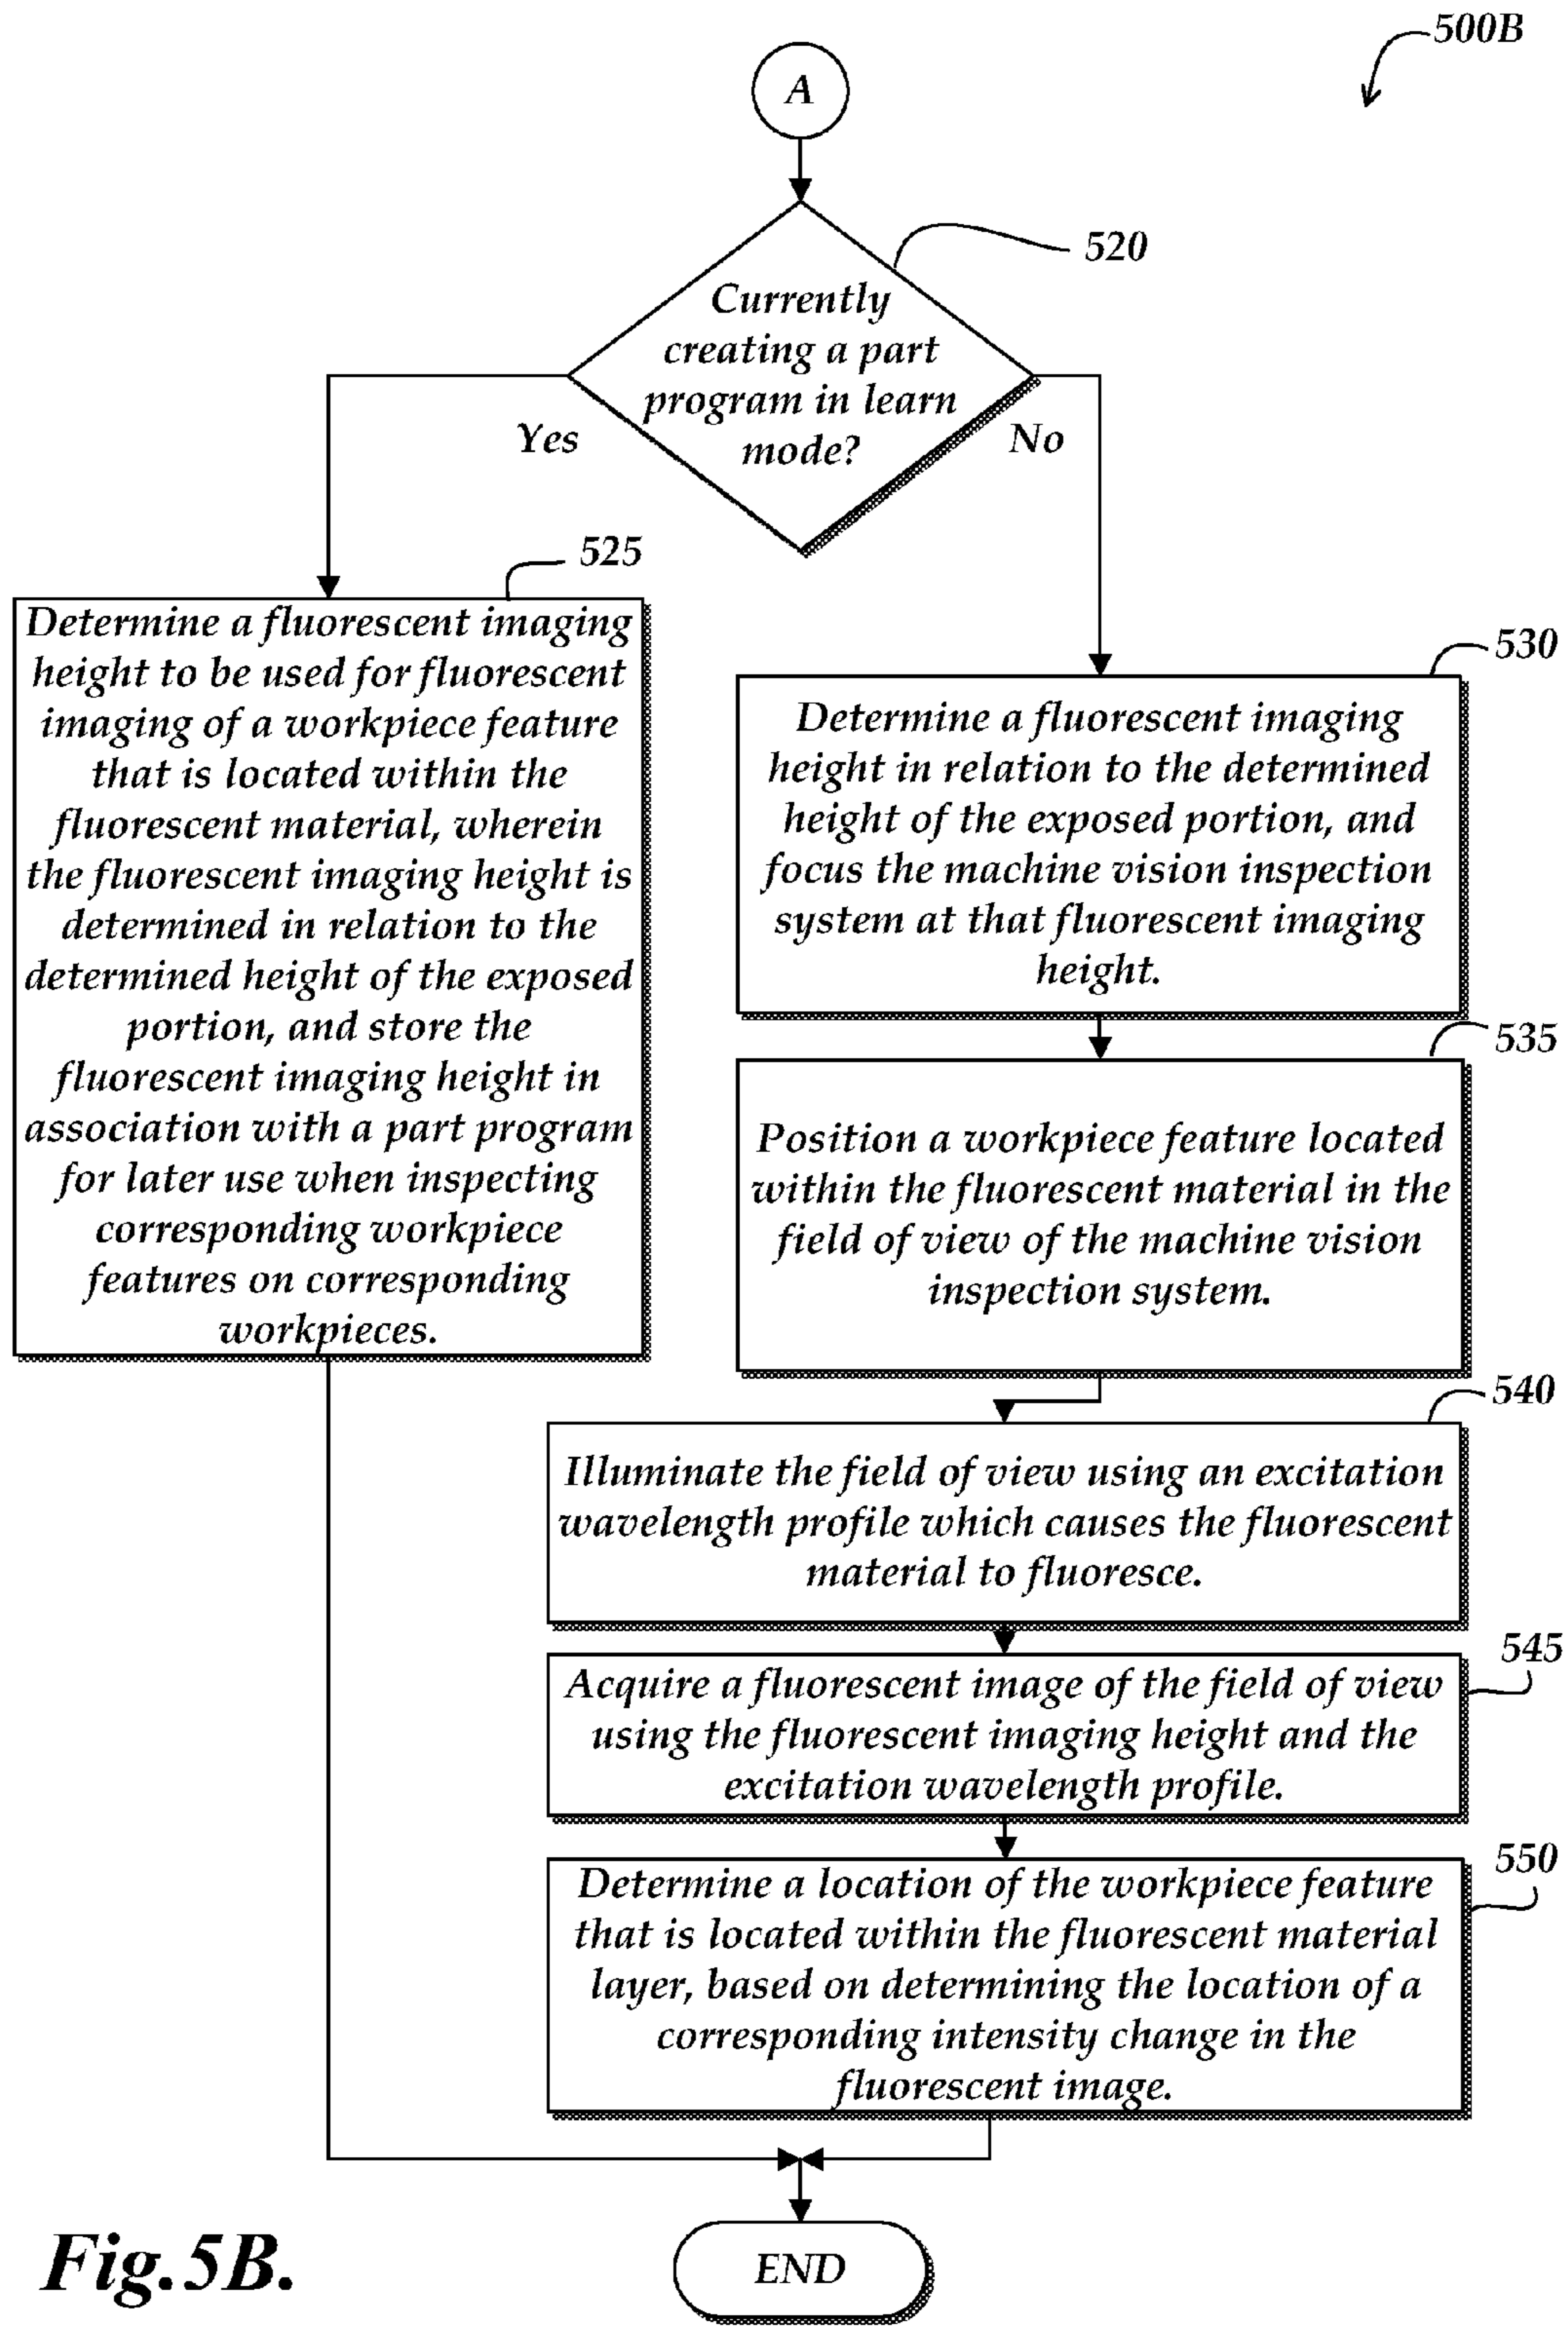 500B
A
520
Currently
creating a part
program in learn
mode?
Yes
No
525
Determine a fluorescent imaging
height to be used for fluorescent
imaging of a workpiece feature
that is located within the
fluorescent material, wherein
the fluorescent imaging height is
determined in relation to the
determined height of the exposed
portion, and store the
fluorescent imaging height in
association with a part program
for later use when inspecting
corresponding workpiece
features on corresponding
workpieces.
530
Determine a fluorescent imaging
height in relation to the determined
height of the exposed portion, and
focus the machine vision inspection
system at that fluorescent imaging
height.
535
Position a workpiece feature located
within the fluorescent material in the
field of view of the machine vision
inspection system.
540
Illuminate the field of view using an excitation
wavelength profile which causes the fluorescent
material to fluoresce.
545
Acquire a fluorescent image of the field of view
using the fluorescent imaging height and the
excitation wavelength profile.
550
Determine a location of the workpiece feature
that is located within the fluorescent material
layer, based on determining the location of a
corresponding intensity change in the
fluorescent image.
END
Fig.5B.